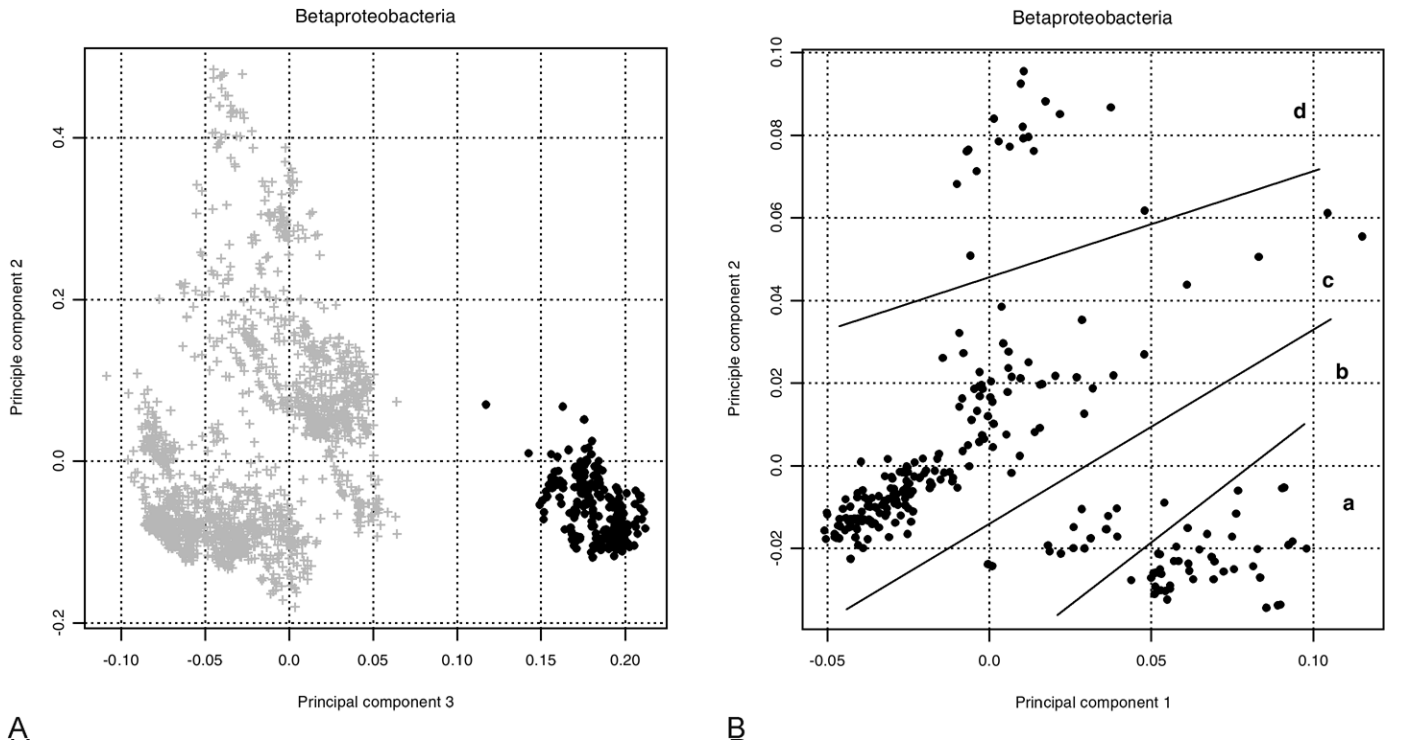 Betaproteobacteria
Principle component 2
0.4
0.2
0.0
-0.2
-0.10 -0.05 0.0 0.05 0.10 0.15 0.20
Principal component 3
A
Betaproteobacteria
Principle component 2
0.10
0.08
0.06
0.04
0.02
0.0
-0.02
d
c
b
a
-0.05 0.0 0.05 0.10
Principal component 1
B